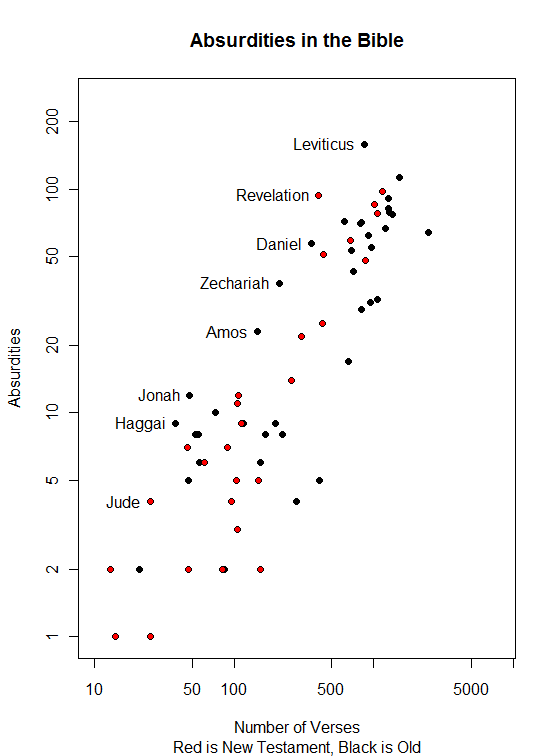 Absurdities in the Bible
200
100
50
20
10
5
2
1
Absurdities
Leviticus
Revelation
Daniel
Zechariah
Amos
Jonah
Haggai
Jude
10 50 100 500 5000
Number of Verses
Red is New Testament, Black is Old